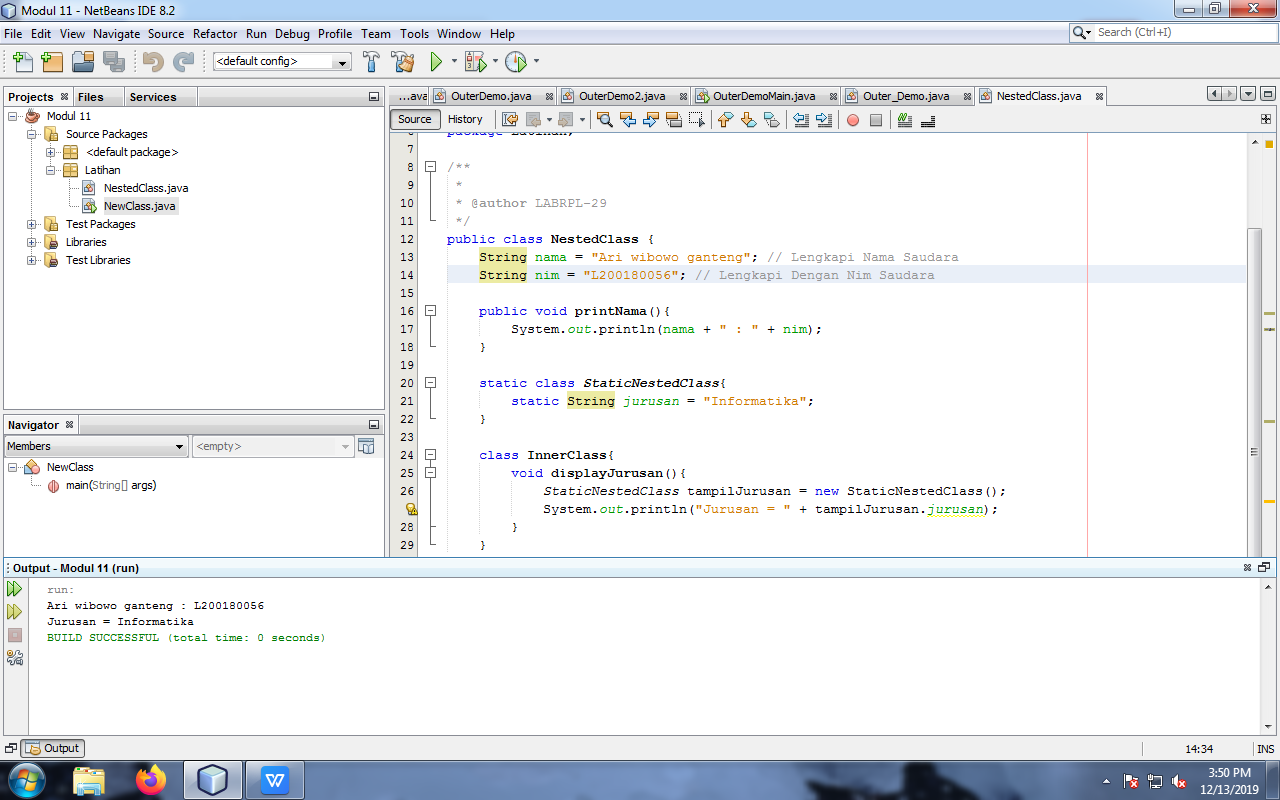 Modul 11 - NetBeans IDE 8.2
File Edit View Navigate Source Refactor Run Debug Profile Team Tools Window Help
Search (Ctrl+I)
<default config>
Projects Files Services
Modul 11
Source Packages
<default package>
Latihan
NestedClass.java
NewClass.java
Test Packages
Libraries
Test Libraries
Navigator
Members <empty>
NewClass
main(String[] args)
...ava OuterDemo.java OuterDemo2.java OuterDemoMain.java Outer_Demo.java NestedClass.java
Source History
6 package Latihan;
7
8 /**
9 *
10 * @author LABRPL-29
11 */
12 public class NestedClass {
13 String nama = "Ari wibowo ganteng"; // Lengkapi Nama Saudara
14 String nim = "L200180056"; // Lengkapi Dengan Nim Saudara
15
16 public void printNama(){
17 System.out.println(nama + " : " + nim);
18 }
19
20 static class StaticNestedClass{
21 static String jurusan = "Informatika";
22 }
23
24 class InnerClass{
25 void displayJurusan(){
26 StaticNestedClass tampilJurusan = new StaticNestedClass();
System.out.println("Jurusan = " + tampilJurusan.jurusan);
28 }
29 }
Output - Modul 11 (run)
run:
Ari wibowo ganteng : L200180056
Jurusan = Informatika
BUILD SUCCESSFUL (total time: 0 seconds)
Output
14:34 INS
3:50 PM
12/13/2019